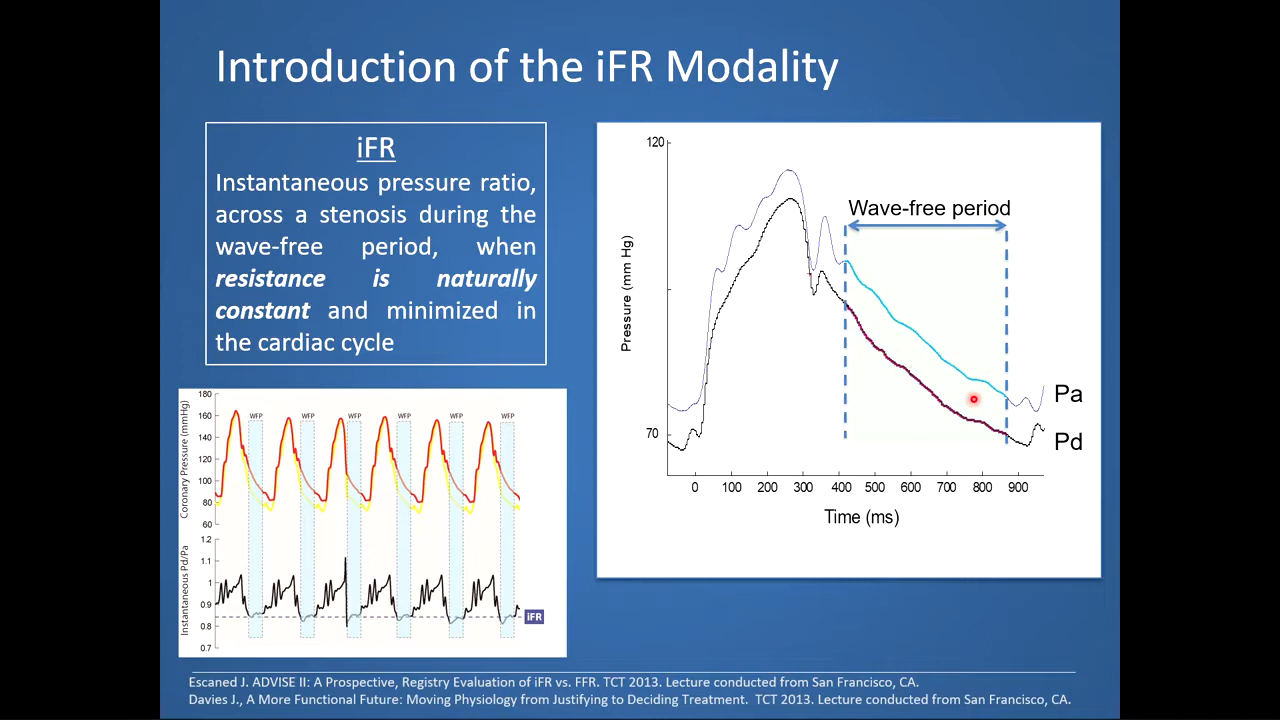 Introduction of the iFR Modality
iFR
Instantaneous pressure ratio,
across a stenosis during the
wave-free period, when
resistance is naturally
constant and minimized in
the cardiac cycle
120
70
Pressure (mm Hg)
Wave-free period
Pa
Pd
0 100 200 300 400 500 600 700 800 900
Time (ms)
Coronary Pressure (mmHg)
180
160
140
120
100
80
60
WFP WFP WFP WFP WFP WFP
Instantaneous Pd/Pa
1.2
1.1
1
0.9
0.8
0.7
iFR
Escaned J. ADVISE II: A Prospective, Registry Evaluation of iFR vs. FFR. TCT 2013. Lecture conducted from San Francisco, CA.
Davies J., A More Functional Future: Moving Physiology from Justifying to Deciding Treatment. TCT 2013. Lecture conducted from San Francisco, CA.